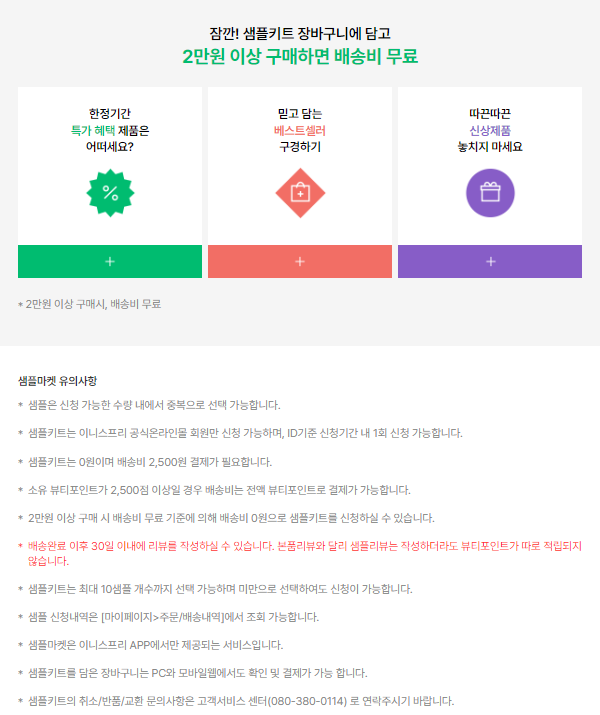 잠깐! 샘플키트 장바구니에 담고
2만원 이상 구매하면 배송비 무료
한정기간
특가 혜택 제품은
어떠세요?
믿고 담는
베스트셀러
구경하기
따끈따끈
신상제품
놓치지 마세요
+
+
+
* 2만원 이상 구매시, 배송비 무료
샘플마켓 유의사항
* 샘플은 신청 가능한 수량 내에서 중복으로 선택 가능합니다.
* 샘플키트는 이니스프리 공식온라인몰 회원만 신청 가능하며, ID기준 신청기간 내 1회 신청 가능합니다.
* 샘플키트는 0원이며 배송비 2,500원 결제가 필요합니다.
* 소유 뷰티포인트가 2,500점 이상일 경우 배송비는 전액 뷰티포인트로 결제가 가능합니다.
* 2만원 이상 구매 시 배송비 무료 기준에 의해 배송비 0원으로 샘플키트를 신청하실 수 있습니다.
* 배송완료 이후 30일 이내에 리뷰를 작성하실 수 있습니다. 본품리뷰와 달리 샘플리뷰는 작성하더라도 뷰티포인트가 따로 적립되지
않습니다.
* 샘플키트는 최대 10샘플 개수까지 선택 가능하며 미만으로 선택하여도 신청이 가능합니다.
* 샘플 신청내역은 [마이페이지>주문/배송내역]에서 조회 가능합니다.
* 샘플마켓은 이니스프리 APP에서만 제공되는 서비스입니다.
* 샘플키트를 담은 장바구니는 PC와 모바일웹에서도 확인 및 결제가 가능 합니다.
* 샘플키트의 취소/반품/교환 문의사항은 고객서비스 센터(080-380-0114) 로 연락주시기 바랍니다.